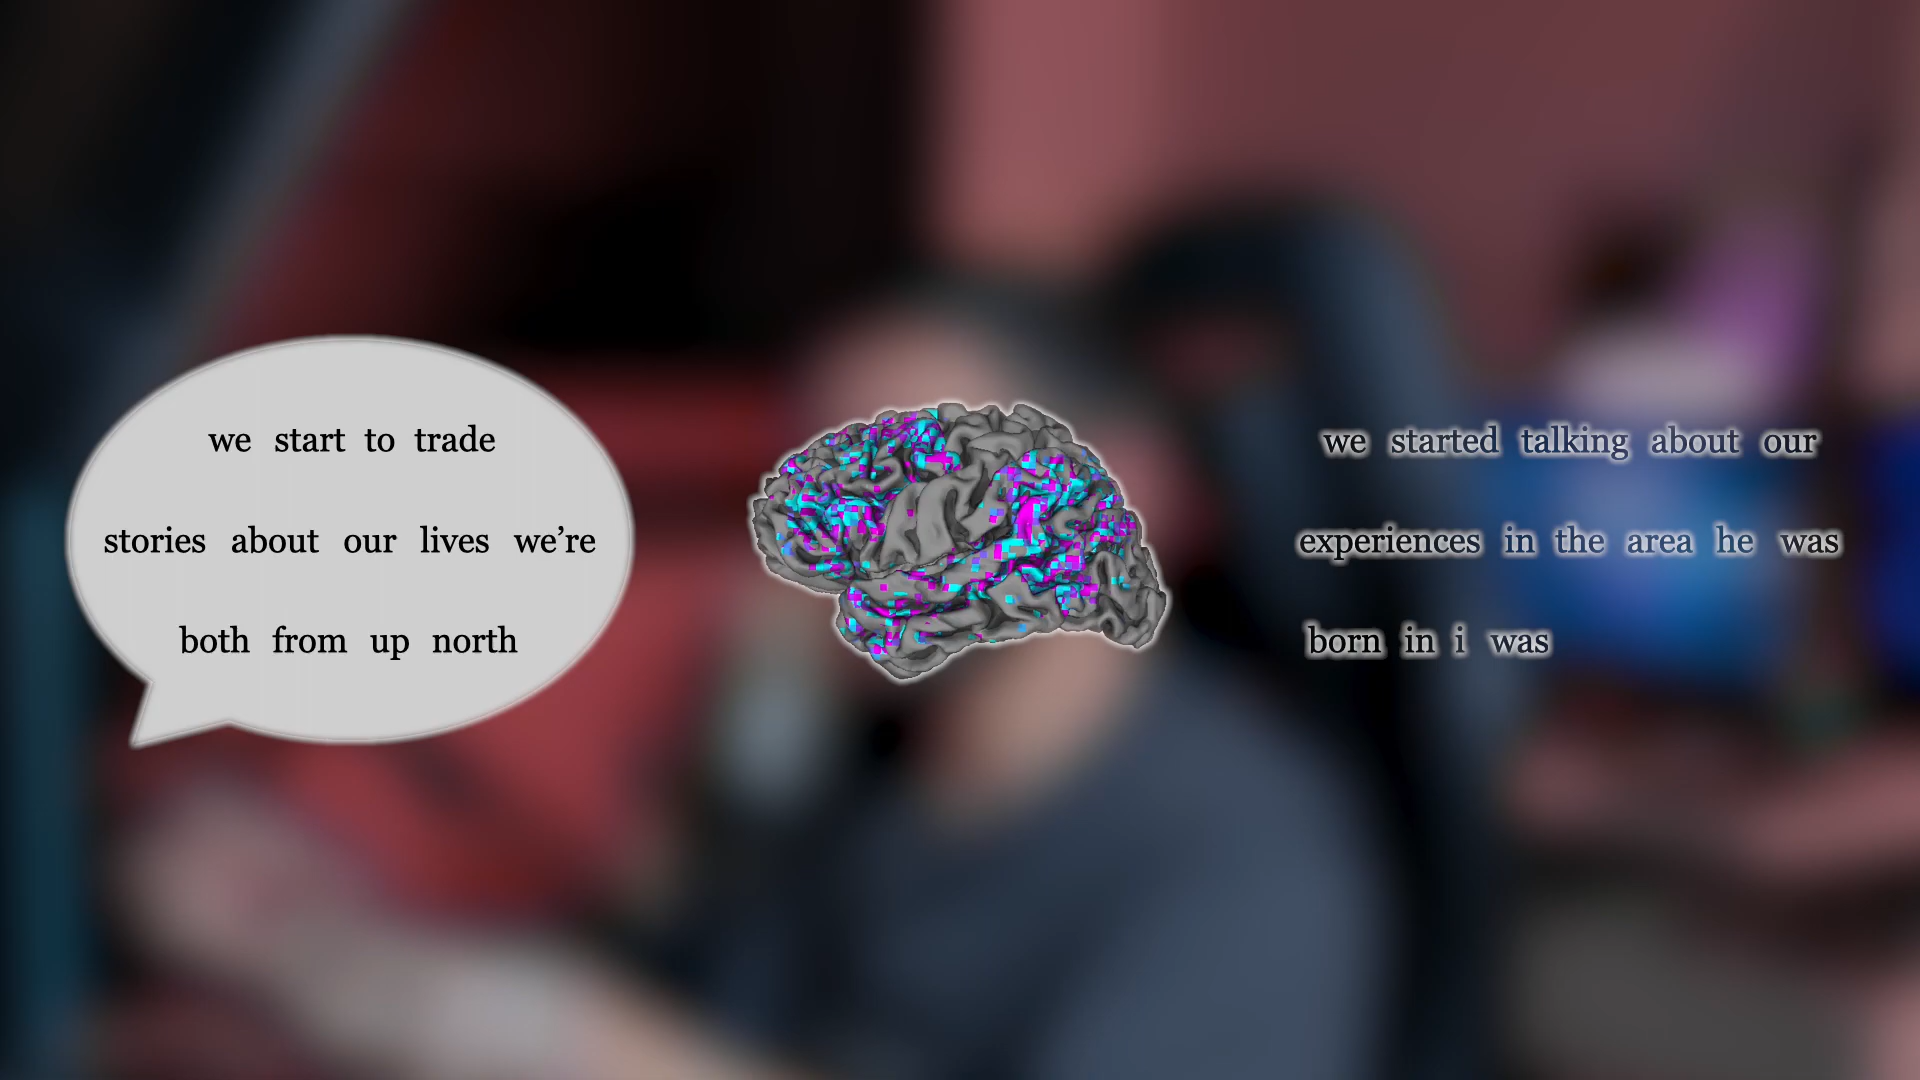 we start to trade
stories about our lives we’re
both from up north
we started talking about our
experiences in the area he was
born in i was